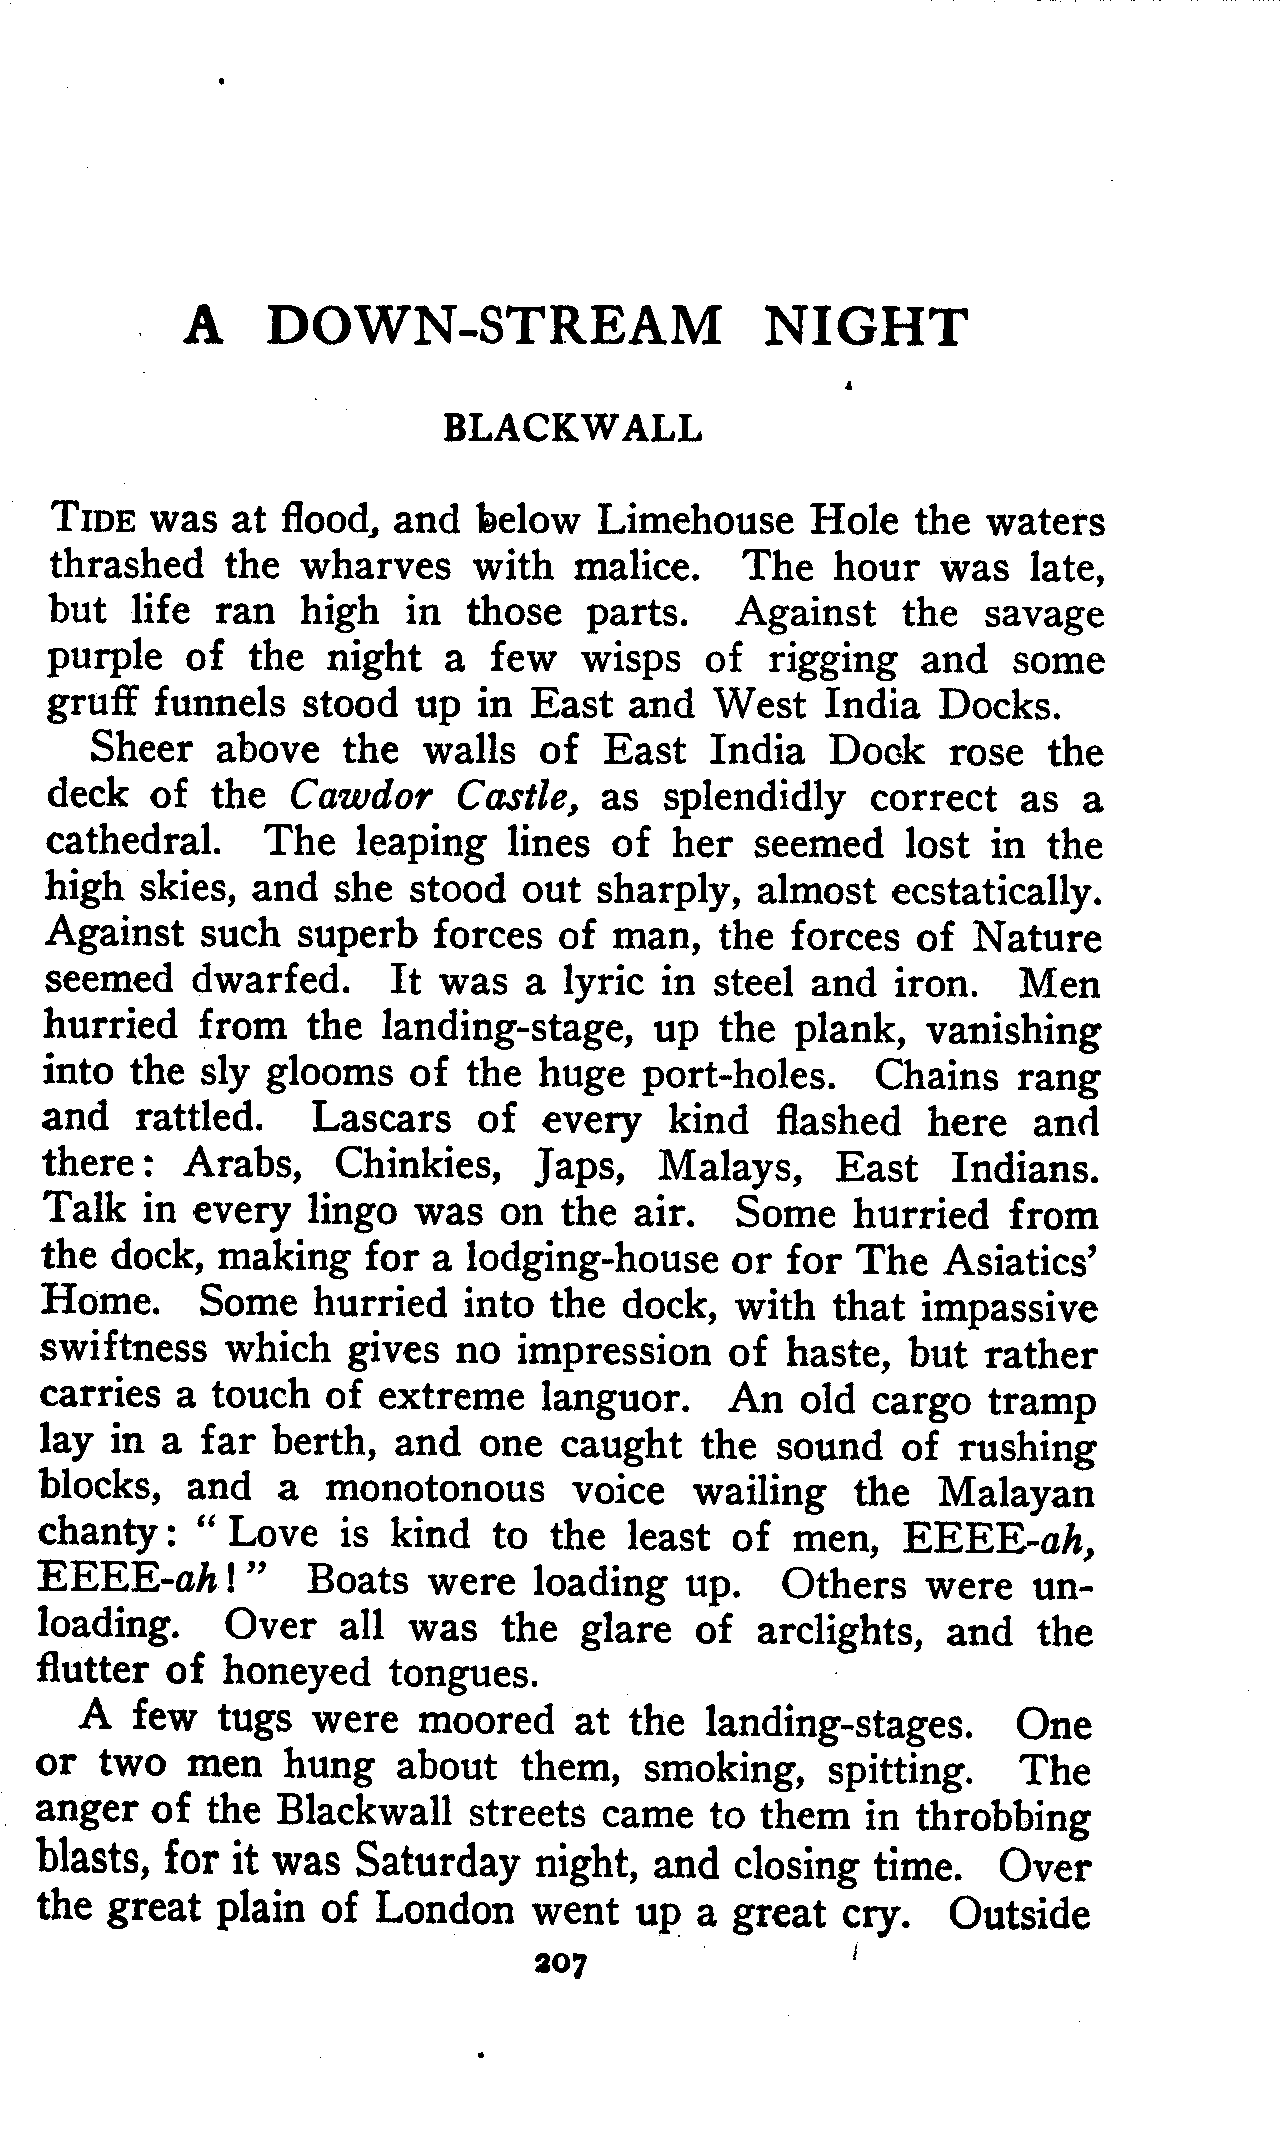 A DOWN-STREAM NIGHT
BLACKWALL
TIDE was at flood, and below Limehouse Hole the waters
thrashed the wharves with malice. The hour was late,
but life ran high in those parts. Against the savage
purple of the night a few wisps of rigging and some
gruff funnels stood up in East and West India Docks.
Sheer above the walls of East India Dock rose the
deck of the Cawdor Castle, as splendidly correct as a
cathedral. The leaping lines of her seemed lost in the
high skies, and she stood out sharply, almost ecstatically.
Against such superb forces of man, the forces of Nature
seemed dwarfed. It was a lyric in steel and iron. Men
hurried from the landing-stage, up the plank, vanishing
into the sly glooms of the huge port-holes. Chains rang
and rattled. Lascars of every kind flashed here and
there: Arabs, Chinkies, Japs, Malays, East Indians.
Talk in every lingo was on the air. Some hurried from
the dock, making for a lodging-house or for The Asiatics'
Home. Some hurried into the dock, with that impassive
swiftness which gives no impression of haste, but rather
carries a touch of extreme languor. An old cargo tramp
lay in a far berth, and one caught the sound of rushing
blocks, and a monotonous voice wailing the Malayan
chanty: "Love is kind to the least of men, EEEE-ah,
EEEE-ah!" Boats were loading up. Others were un-
loading. Over all was the glare of arclights, and the
flutter of honeyed tongues.
A few tugs were moored at the landing-stages. One
or two men hung about them, smoking, spitting. The
anger of the Blackwall streets came to them in throbbing
blasts, for it was Saturday night, and closing time. Over
the great plain of London went up a great cry. Outside
207